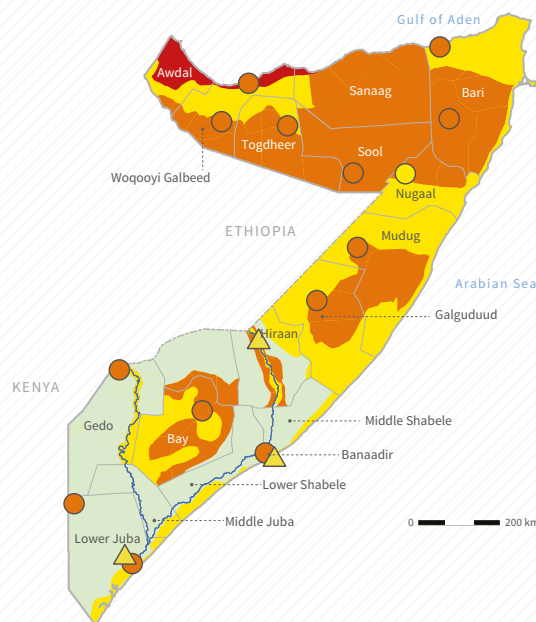 Gulf of Aden
Awdal
Sanaag
Bari
Togdheer
Sool
Woqooyi Galbeed
Nugaal
ETHIOPIA
Mudug
Arabian Sea
Galguduud
Hiraan
KENYA
Gedo
Middle Shabele
Bay
Banaadir
Lower Shabele
Middle Juba
0 200 km
Lower Juba